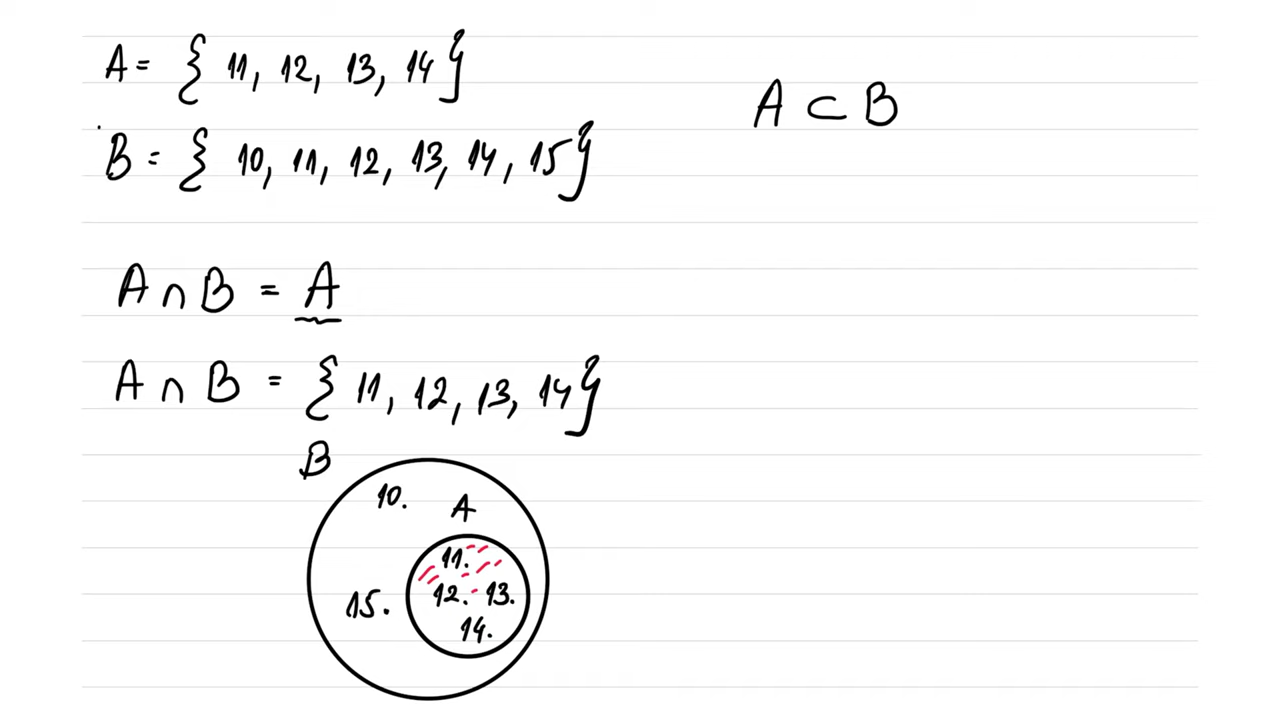 A = { 11, 12, 13, 14 }
A ⊂ B
B = { 10, 11, 12, 13, 14, 15 }
A ∩ B = A
A ∩ B = { 11, 12, 13, 14 }
B
10.
A
11.
12. 13.
15.
14.